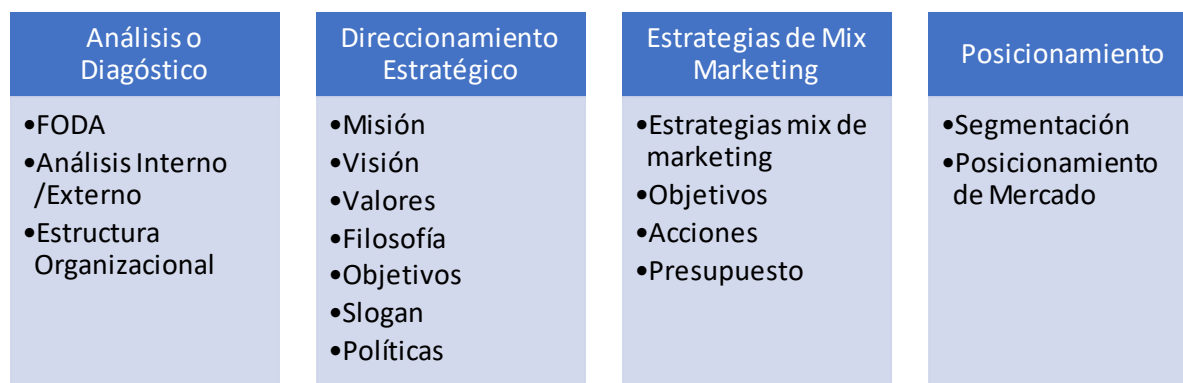 Análisis o
Diagóstico
•FODA
•Análisis Interno
/Externo
•Estructura
Organizacional
Direccionamiento
Estratégico
•Misión
•Visión
•Valores
•Filosofía
•Objetivos
•Slogan
•Políticas
Estrategias de Mix
Marketing
•Estrategias mix de
marketing
•Objetivos
•Acciones
•Presupuesto
Posicionamiento
•Segmentación
•Posicionamiento
de Mercado